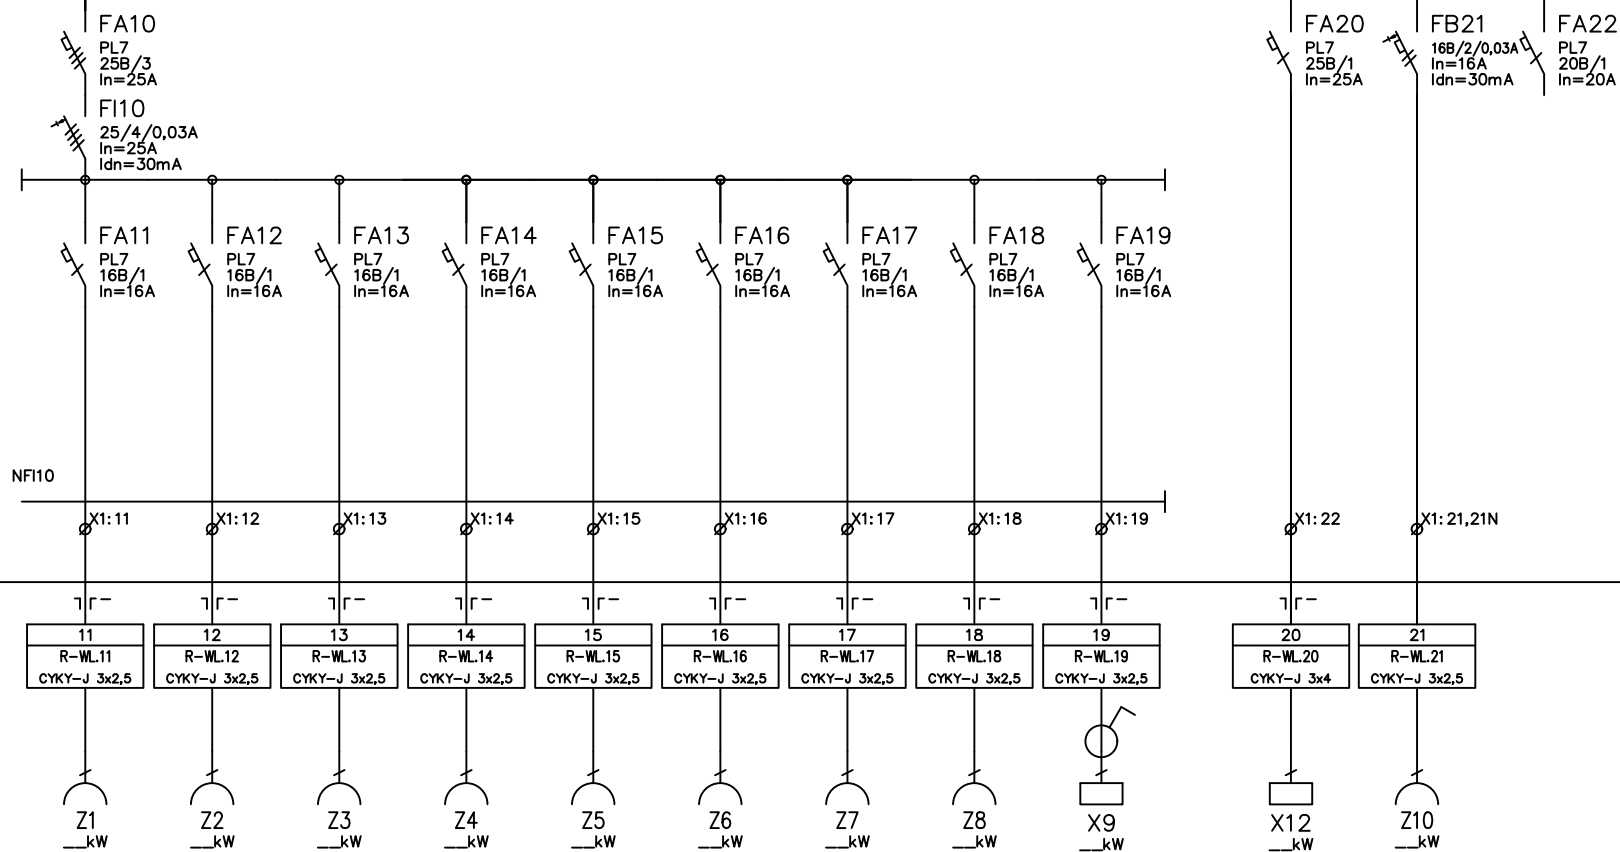 FA10
PL7
25B/3
In=25A
FI10
25/4/0,03A
In=25A
Idn=30mA
FA20
PL7
25B/1
In=25A
FB21
16B/2/0,03A
In=16A
Idn=30mA
FA22
PL7
20B/1
In=20A
FA11
PL7
16B/1
In=16A
FA12
PL7
16B/1
In=16A
FA13
PL7
16B/1
In=16A
FA14
PL7
16B/1
In=16A
FA15
PL7
16B/1
In=16A
FA16
PL7
16B/1
In=16A
FA17
PL7
16B/1
In=16A
FA18
PL7
16B/1
In=16A
FA19
PL7
16B/1
In=16A
NFI10
X1:11
X1:12
X1:13
X1:14
X1:15
X1:16
X1:17
X1:18
X1:19
X1:22
X1:21,21N
11
R-WL.11
CYKY-J 3x2,5
12
R-WL.12
CYKY-J 3x2,5
13
R-WL.13
CYKY-J 3x2,5
14
R-WL.14
CYKY-J 3x2,5
15
R-WL.15
CYKY-J 3x2,5
16
R-WL.16
CYKY-J 3x2,5
17
R-WL.17
CYKY-J 3x2,5
18
R-WL.18
CYKY-J 3x2,5
19
R-WL.19
CYKY-J 3x2,5
20
R-WL.20
CYKY-J 3x4
21
R-WL.21
CYKY-J 3x2,5
Z1
__kW
Z2
__kW
Z3
__kW
Z4
__kW
Z5
__kW
Z6
__kW
Z7
__kW
Z8
__kW
X9
__kW
X12
__kW
Z10
__kW